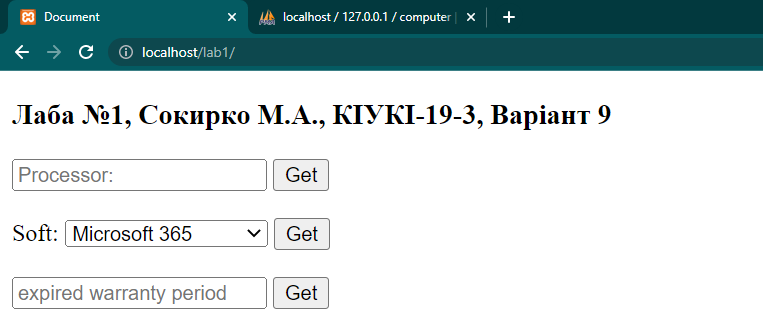 Document
localhost / 127.0.0.1 / computer
localhost/lab1/
Лаба №1, Сокирко М.А., КІУКІ-19-3, Варіант 9
Processor: Get
Soft: Microsoft 365 Get
expired warranty period Get